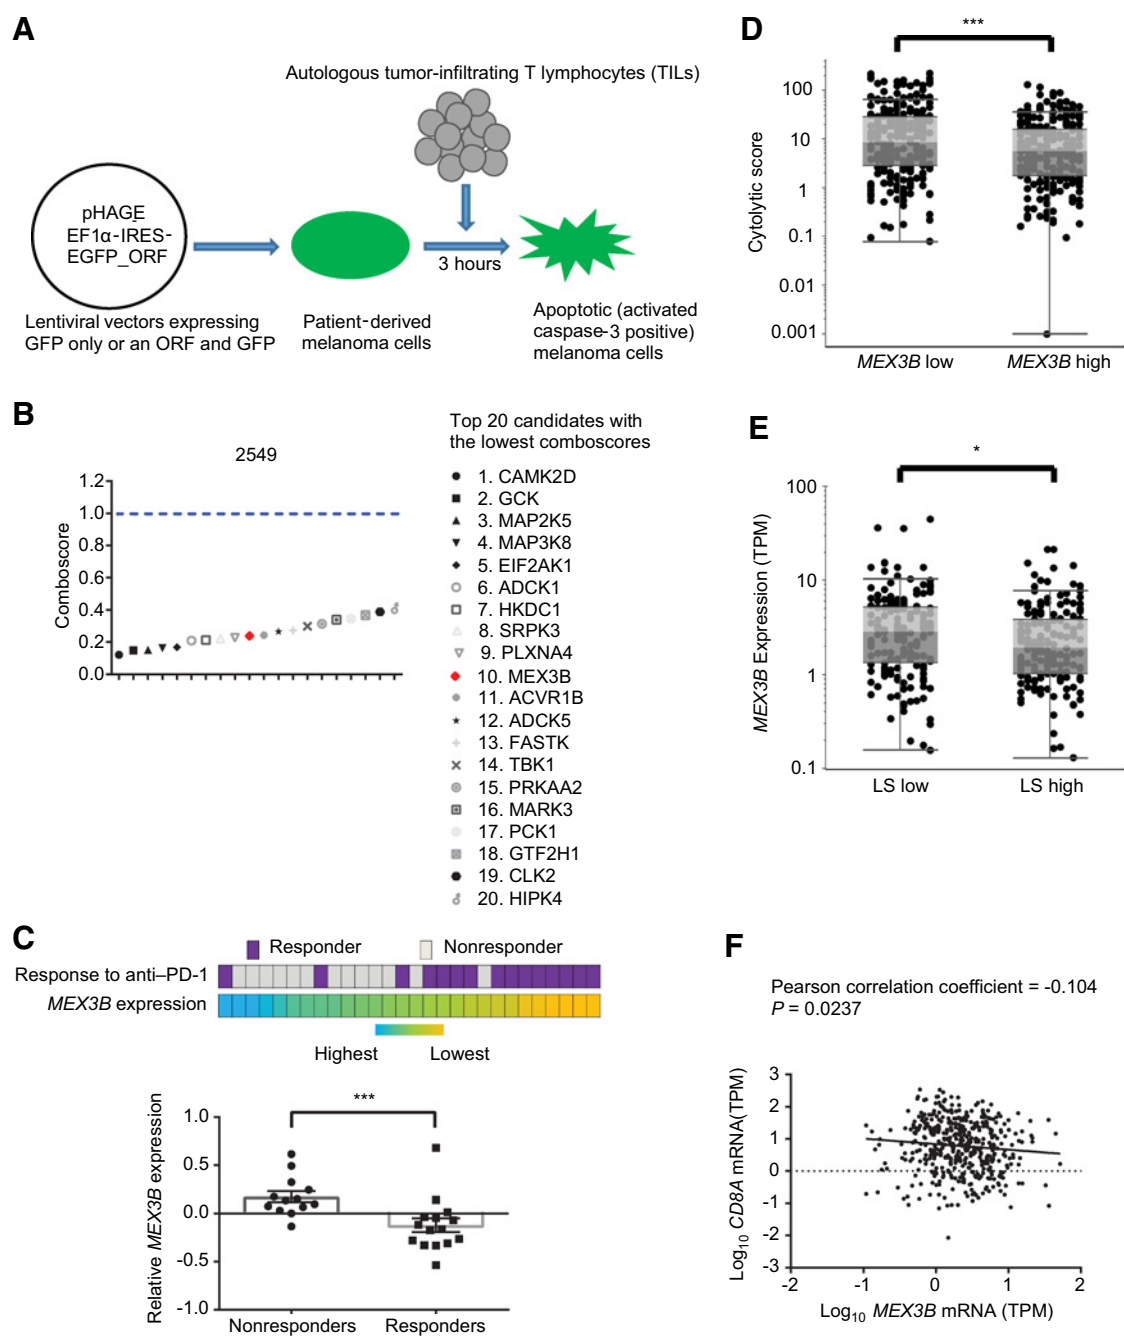 A
Autologous tumor-infiltrating T lymphocytes (TILs)
pHAGE
EF1α-IRES-
EGFP_ORF
3 hours
Lentiviral vectors expressing
GFP only or an ORF and GFP
Patient-derived
melanoma cells
Apoptotic (activated
caspase-3 positive)
melanoma cells
B
2549
Comboscore
1.2
1.0
0.8
0.6
0.4
0.2
0.0
Top 20 candidates with
the lowest comboscores
1. CAMK2D
2. GCK
3. MAP2K5
4. MAP3K8
5. EIF2AK1
6. ADCK1
7. HKDC1
8. SRPK3
9. PLXNA4
10. MEX3B
11. ACVR1B
12. ADCK5
13. FASTK
14. TBK1
15. PRKAA2
16. MARK3
17. PCK1
18. GTF2H1
19. CLK2
20. HIPK4
C
Responder
Nonresponder
Response to anti–PD-1
MEX3B expression
Highest
Lowest
Relative MEX3B expression
***
1.0
0.5
0.0
-0.5
-1.0
Nonresponders
Responders
D
***
Cytolytic score
100
10
1
0.1
0.01
0.001
MEX3B low
MEX3B high
E
*
MEX3B Expression (TPM)
100
10
1
0.1
LS low
LS high
F
Pearson correlation coefficient = -0.104
P = 0.0237
Log10 CD8A mRNA(TPM)
3
2
1
0
-1
-2
-3
-2
-1
0
1
2
Log10 MEX3B mRNA (TPM)